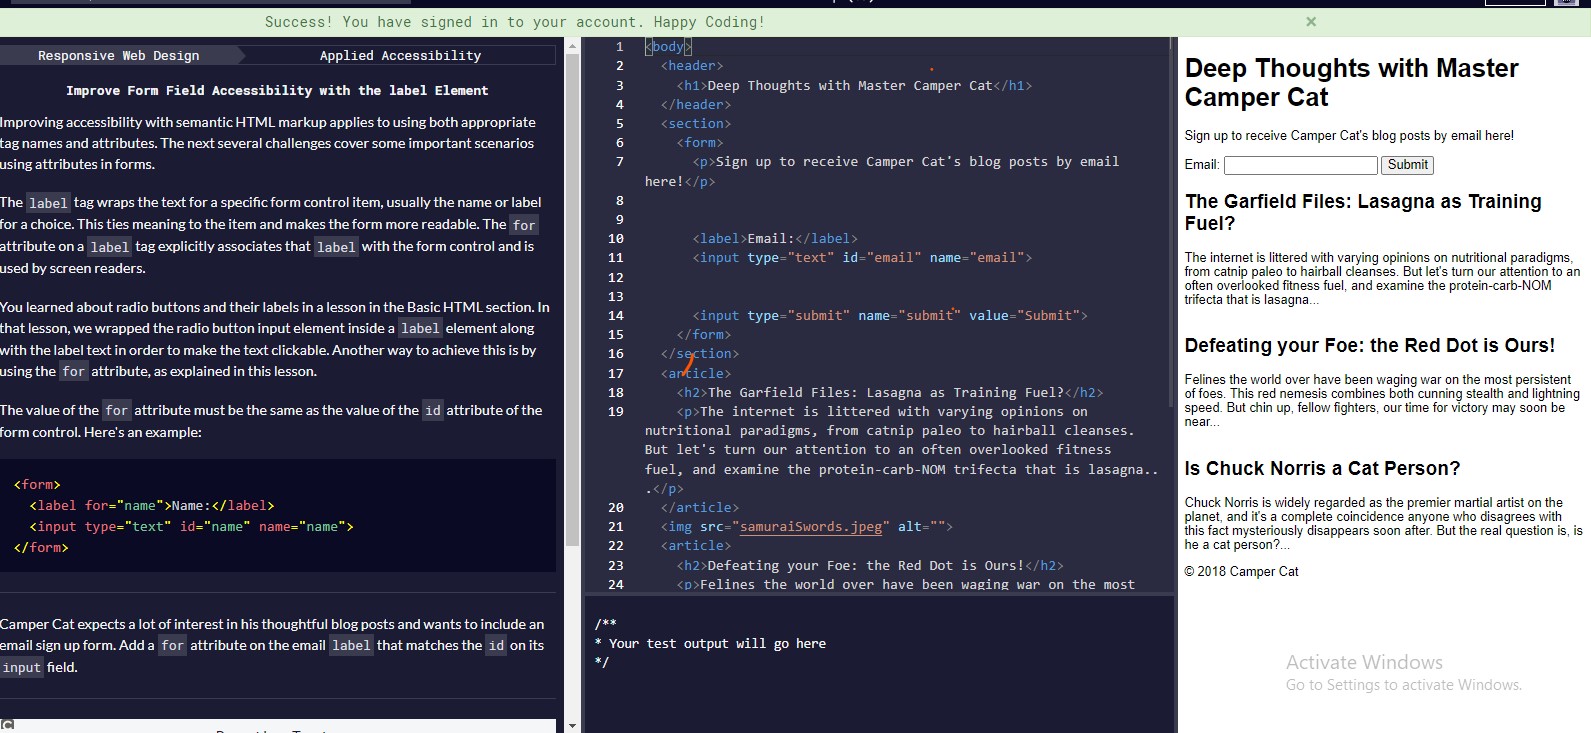 Success! You have signed in to your account. Happy Coding! ×
Responsive Web Design
Applied Accessibility
Improve Form Field Accessibility with the label Element
Improving accessibility with semantic HTML markup applies to using both appropriate
tag names and attributes. The next several challenges cover some important scenarios
using attributes in forms.
The label tag wraps the text for a specific form control item, usually the name or label
for a choice. This ties meaning to the item and makes the form more readable. The for
attribute on a label tag explicitly associates that label with the form control and is
used by screen readers.
You learned about radio buttons and their labels in a lesson in the Basic HTML section. In
that lesson, we wrapped the radio button input element inside a label element along
with the label text in order to make the text clickable. Another way to achieve this is by
using the for attribute, as explained in this lesson.
The value of the for attribute must be the same as the value of the id attribute of the
form control. Here's an example:
<form>
  <label for="name">Name:</label>
  <input type="text" id="name" name="name">
</form>
Camper Cat expects a lot of interest in his thoughtful blog posts and wants to include an
email sign up form. Add a for attribute on the email label that matches the id on its
input field.
1 <body>
2   <header>
3     <h1>Deep Thoughts with Master Camper Cat</h1>
4   </header>
5   <section>
6     <form>
7       <p>Sign up to receive Camper Cat's blog posts by email
here!</p>
8
9
10       <label>Email:</label>
11       <input type="text" id="email" name="email">
12
13
14       <input type="submit" name="submit" value="Submit">
15     </form>
16   </section>
17   <article>
18     <h2>The Garfield Files: Lasagna as Training Fuel?</h2>
19     <p>The internet is littered with varying opinions on
nutritional paradigms, from catnip paleo to hairball cleanses.
But let's turn our attention to an often overlooked fitness
fuel, and examine the protein-carb-NOM trifecta that is lasagna..
.</p>
20   </article>
21   <img src="samuraiSwords.jpeg" alt="">
22   <article>
23     <h2>Defeating your Foe: the Red Dot is Ours!</h2>
24     <p>Felines the world over have been waging war on the most
/**
* Your test output will go here
*/
Deep Thoughts with Master
Camper Cat
Sign up to receive Camper Cat's blog posts by email here!
Email: Submit
The Garfield Files: Lasagna as Training
Fuel?
The internet is littered with varying opinions on nutritional paradigms,
from catnip paleo to hairball cleanses. But let's turn our attention to an
often overlooked fitness fuel, and examine the protein-carb-NOM
trifecta that is lasagna...
Defeating your Foe: the Red Dot is Ours!
Felines the world over have been waging war on the most persistent
of foes. This red nemesis combines both cunning stealth and lightning
speed. But chin up, fellow fighters, our time for victory may soon be
near...
Is Chuck Norris a Cat Person?
Chuck Norris is widely regarded as the premier martial artist on the
planet, and it's a complete coincidence anyone who disagrees with
this fact mysteriously disappears soon after. But the real question is, is
he a cat person?...
© 2018 Camper Cat
Activate Windows
Go to Settings to activate Windows.